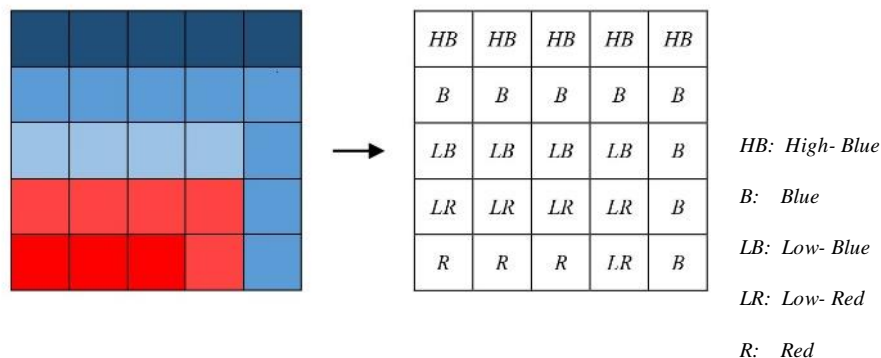 HB HB HB HB HB
B B B B B
LB LB LB LB B
LR LR LR LR B
R R R LR B
HB: High- Blue
B: Blue
LB: Low- Blue
LR: Low- Red
R: Red